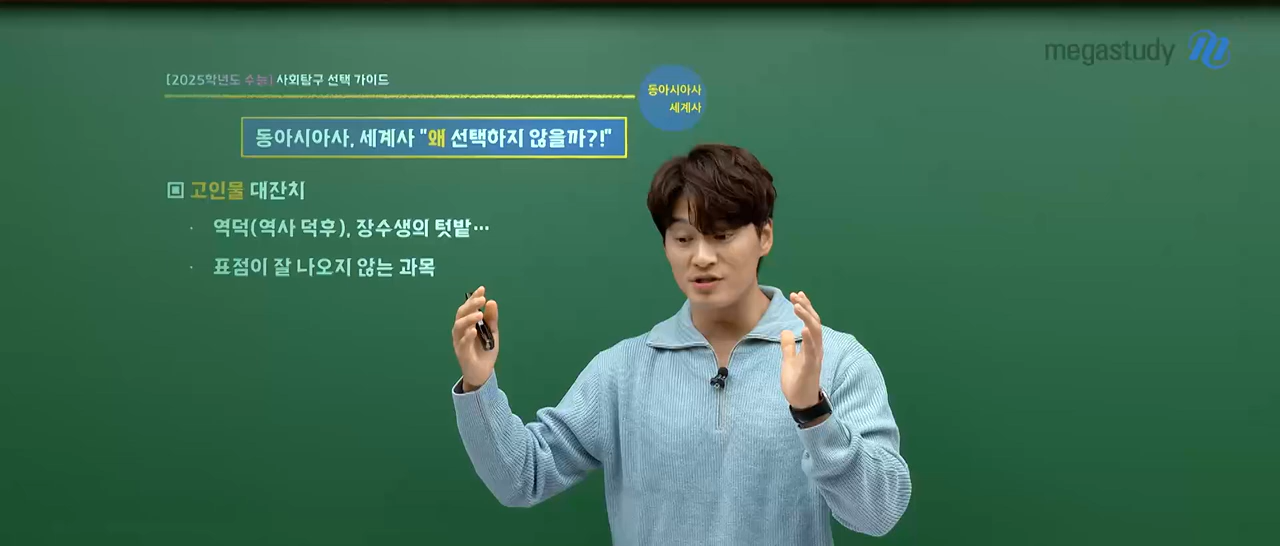 megastudy
[2025학년도 수능] 사회탐구 선택 가이드
동아시아사
세계사
동아시아사, 세계사 "왜 선택하지 않을까?!"
고인물 대잔치
· 역덕(역사 덕후), 장수생의 텃밭…
· 표점이 잘 나오지 않는 과목